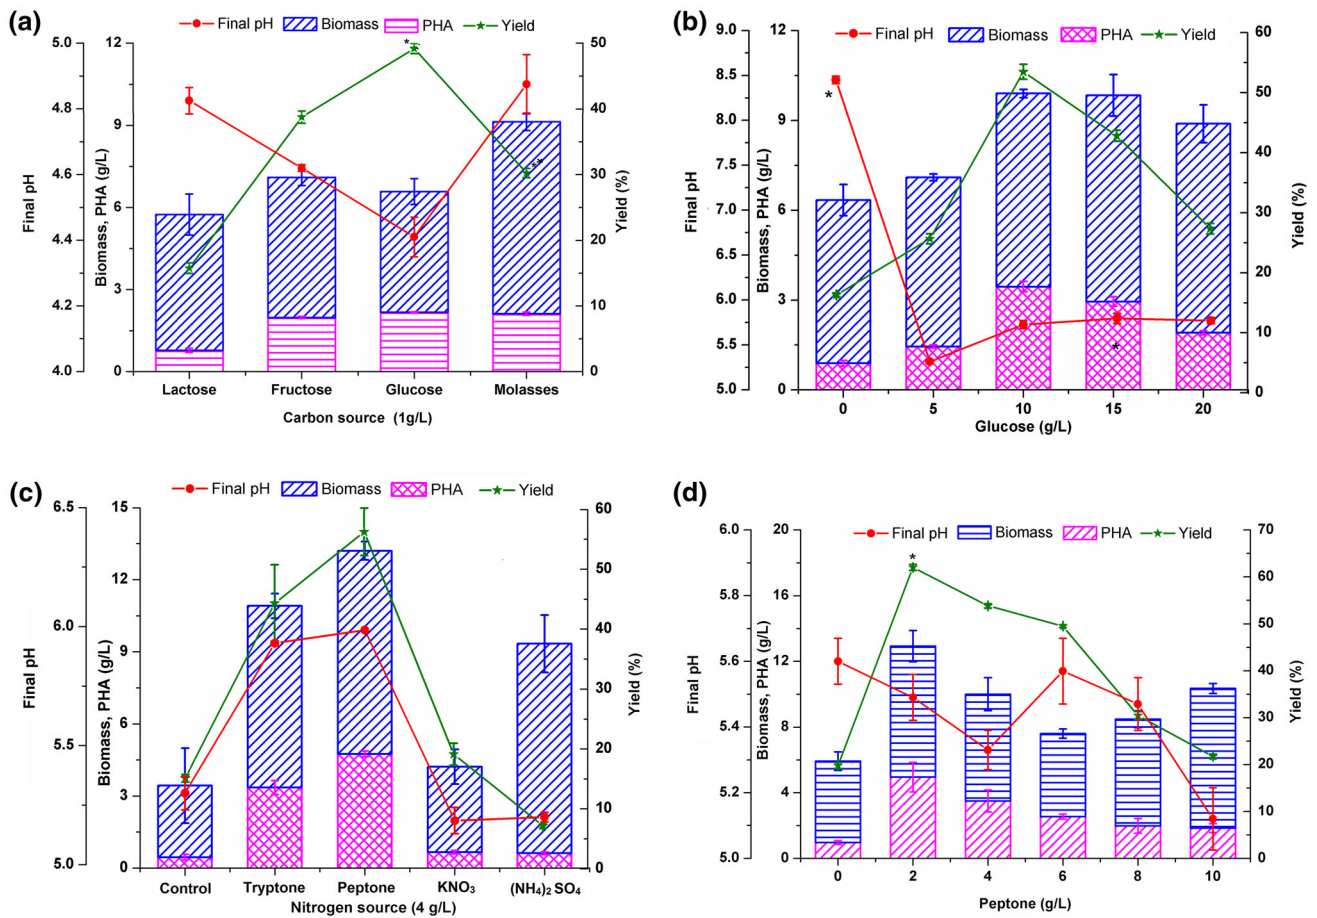 (a)
Final pH Biomass PHA Yield
5.0 12 50
4.8 9 40
4.6 30
6
4.4 20
4.2 3 10
4.0 0 0
Final pH
Biomass, PHA (g/L)
Yield (%)
*
**
Lactose Fructose Glucose Molasses
Carbon source (1g/L)
(b)
Final pH Biomass PHA Yield
9.0 12 60
8.5 50
8.0 9
7.5 40
7.0 6 30
6.5
6.0 3 20
5.5 10
5.0 0 0
Final pH
Biomass, PHA (g/L)
Yield (%)
*
*
0 5 10 15 20
Glucose (g/L)
(c)
Final pH Biomass PHA Yield
6.5 15 60
12 50
6.0 9 40
30
5.5 6 20
3 10
5.0 0 0
Final pH
Biomass, PHA (g/L)
Yield (%)
Control Tryptone Peptone KNO₃ (NH₄)₂ SO₄
Nitrogen source (4 g/L)
(d)
Final pH Biomass PHA Yield
6.0 20 70
5.8 16 60
50
5.6 12 40
5.4 8 30
5.2 4 20
10
5.0 0 0
Final pH
Biomass, PHA (g/L)
Yield (%)
*
0 2 4 6 8 10
Peptone (g/L)